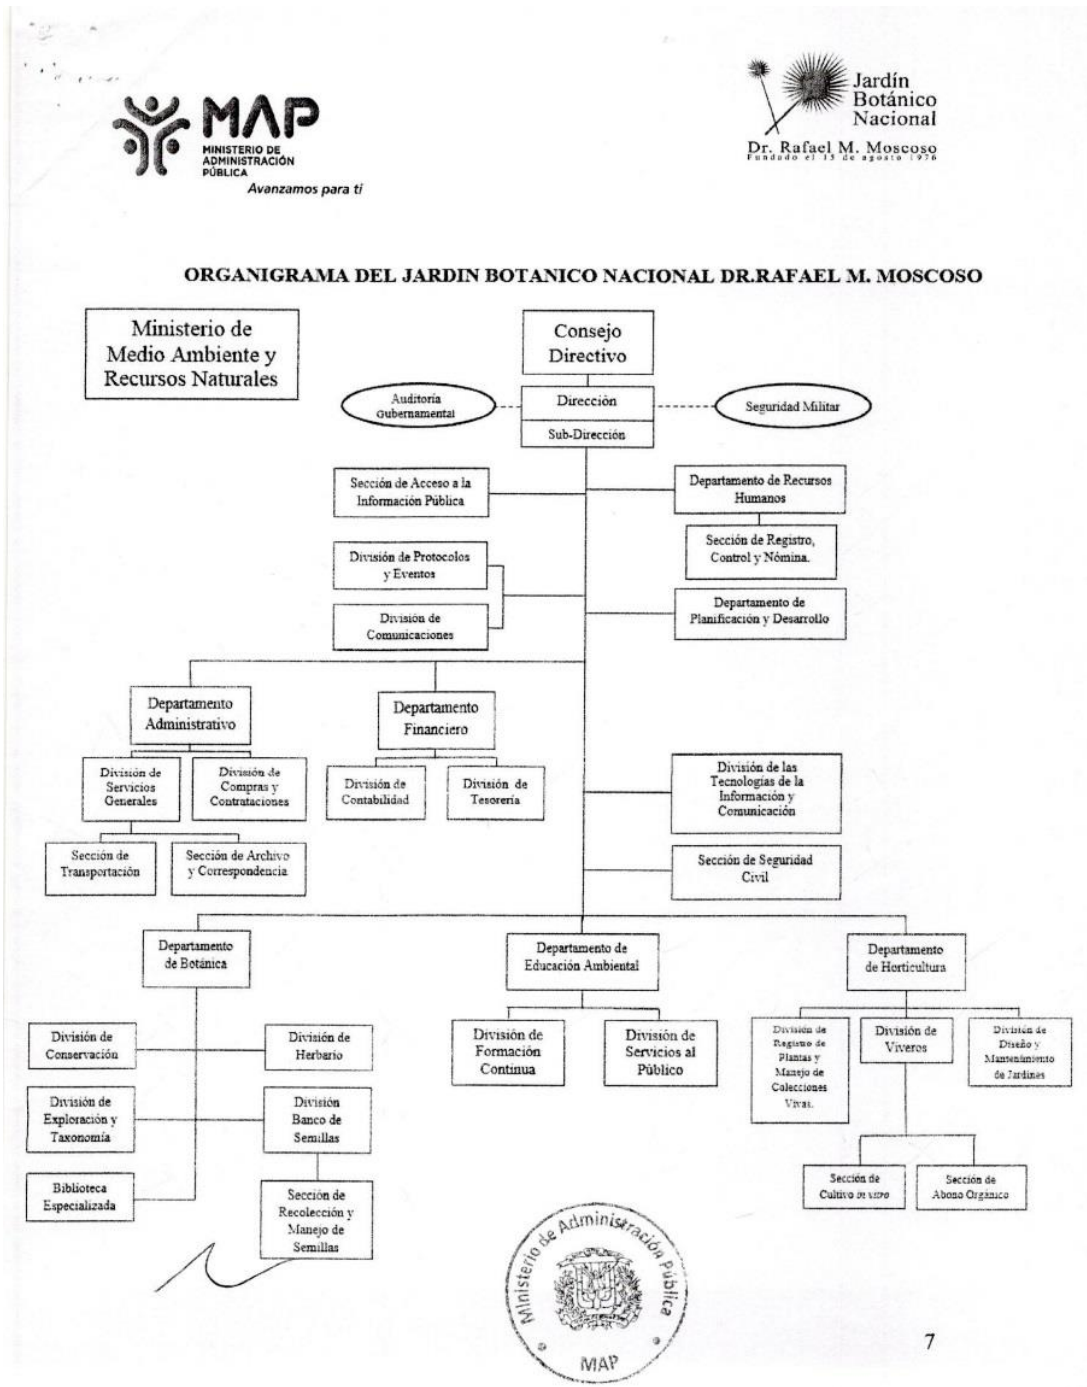 MAP
MINISTERIO DE
ADMINISTRACIÓN
PÚBLICA
Avanzamos para ti
Jardín
Botánico
Nacional
Dr. Rafael M. Moscoso
Fundado el 15 de agosto 1976
ORGANIGRAMA DEL JARDIN BOTANICO NACIONAL DR.RAFAEL M. MOSCOSO
Ministerio de
Medio Ambiente y
Recursos Naturales
Consejo
Directivo
Auditoría
Gubernamental
Dirección
Seguridad Militar
Sub-Dirección
Sección de Acceso a la
Información Pública
Departamento de Recursos
Humanos
Sección de Registro,
Control y Nómina.
División de Protocolos
y Eventos
División de
Comunicaciones
Departamento de
Planificación y Desarrollo
Departamento
Administrativo
Departamento
Financiero
División de
Servicios
Generales
División de
Compras y
Contrataciones
División de
Contabilidad
División de
Tesorería
División de las
Tecnologías de la
Información y
Comunicación
Sección de
Transportación
Sección de Archivo
y Correspondencia
Sección de Seguridad
Civil
Departamento
de Botánica
Departamento de
Educación Ambiental
Departamento
de Horticultura
División de
Conservación
División de
Herbario
División de
Formación
Continua
División de
Servicios al
Público
División de
Registro de
Plantas y
Manejo de
Colecciones
Vivas.
División de
Viveros
División de
Diseño y
Mantenimiento
de Jardines
División de
Exploración y
Taxonomía
División
Banco de
Semillas
Biblioteca
Especializada
Sección de
Recolección y
Manejo de
Semillas
Sección de
Cultivo in vitro
Sección de
Abono Orgánico
Ministerio de Administración Pública
MAP
7